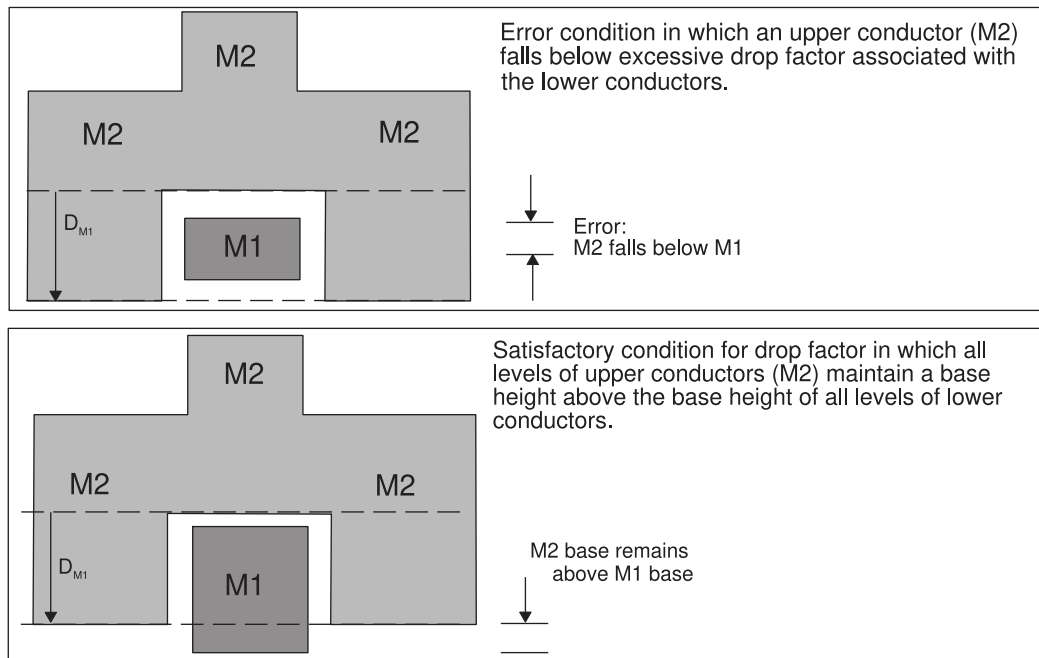 M2
Error condition in which an upper conductor (M2)
falls below excessive drop factor associated with
the lower conductors.
M2
M2
DM1
M1
Error:
M2 falls below M1
M2
Satisfactory condition for drop factor in which all
levels of upper conductors (M2) maintain a base
height above the base height of all levels of lower
conductors.
M2
M2
DM1
M1
M2 base remains
above M1 base